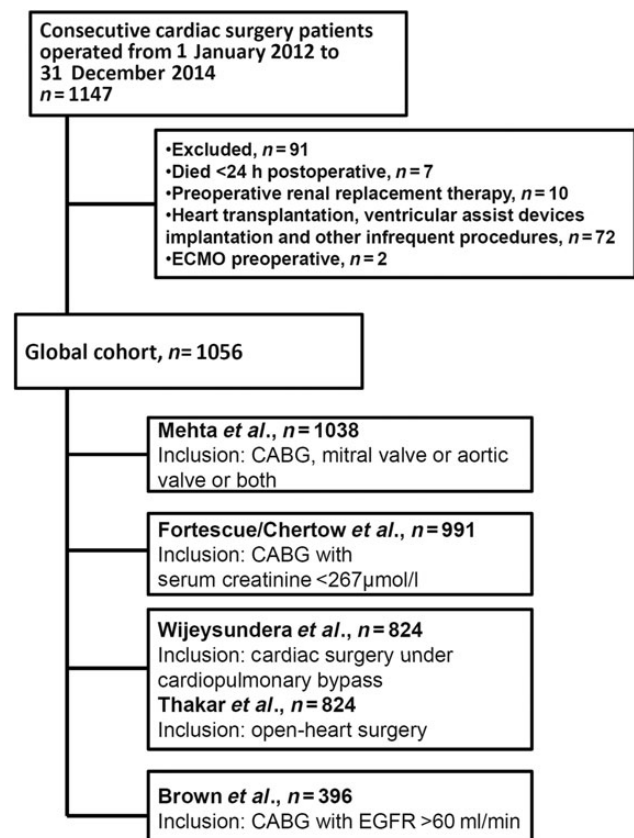 Consecutive cardiac surgery patients
operated from 1 January 2012 to
31 December 2014
n=1147
•Excluded, n=91
•Died <24 h postoperative, n=7
•Preoperative renal replacement therapy, n=10
•Heart transplantation, ventricular assist devices
implantation and other infrequent procedures, n=72
•ECMO preoperative, n=2
Global cohort, n=1056
Mehta et al., n=1038
Inclusion: CABG, mitral valve or aortic
valve or both
Fortescue/Chertow et al., n=991
Inclusion: CABG with
serum creatinine <267µmol/l
Wijeysundera et al., n=824
Inclusion: cardiac surgery under
cardiopulmonary bypass
Thakar et al., n=824
Inclusion: open-heart surgery
Brown et al., n=396
Inclusion: CABG with EGFR >60 ml/min